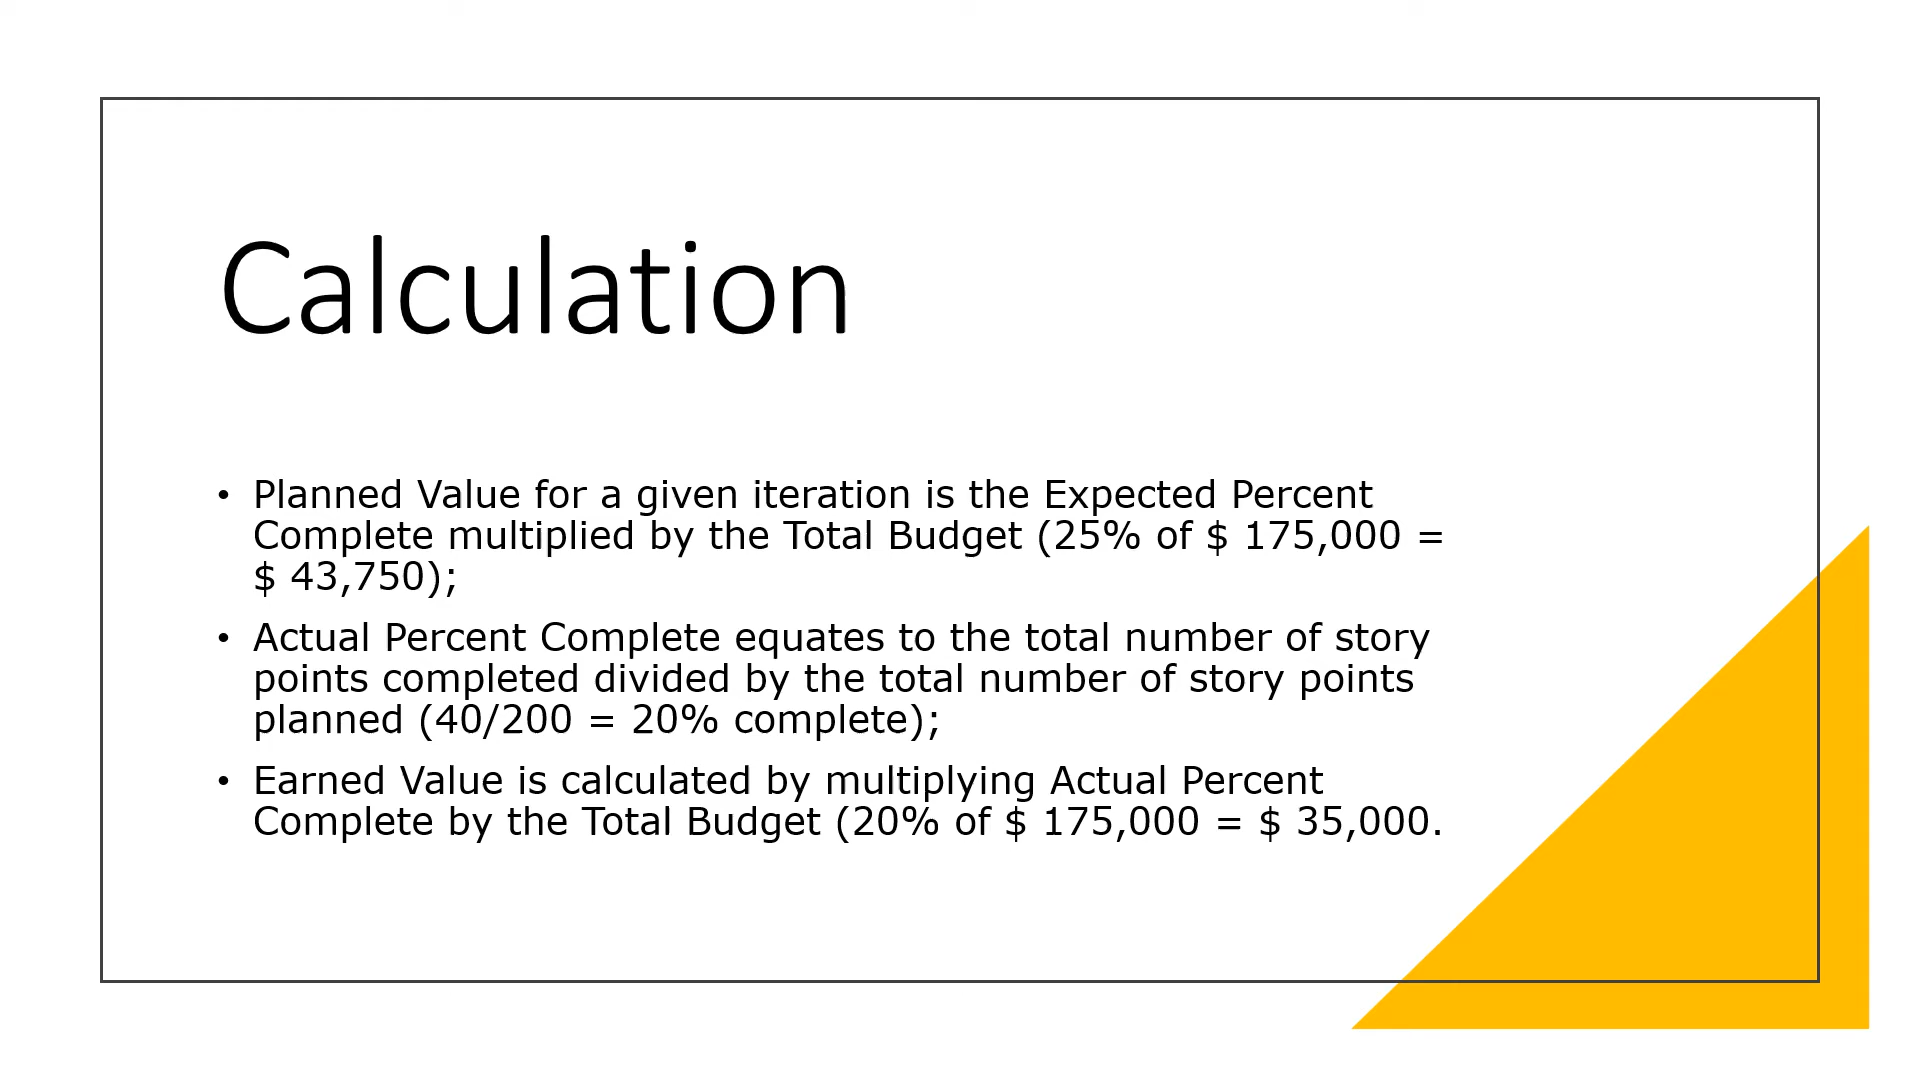 Calculation
• Planned Value for a given iteration is the Expected Percent
Complete multiplied by the Total Budget (25% of $ 175,000 =
$ 43,750);
• Actual Percent Complete equates to the total number of story
points completed divided by the total number of story points
planned (40/200 = 20% complete);
• Earned Value is calculated by multiplying Actual Percent
Complete by the Total Budget (20% of $ 175,000 = $ 35,000.